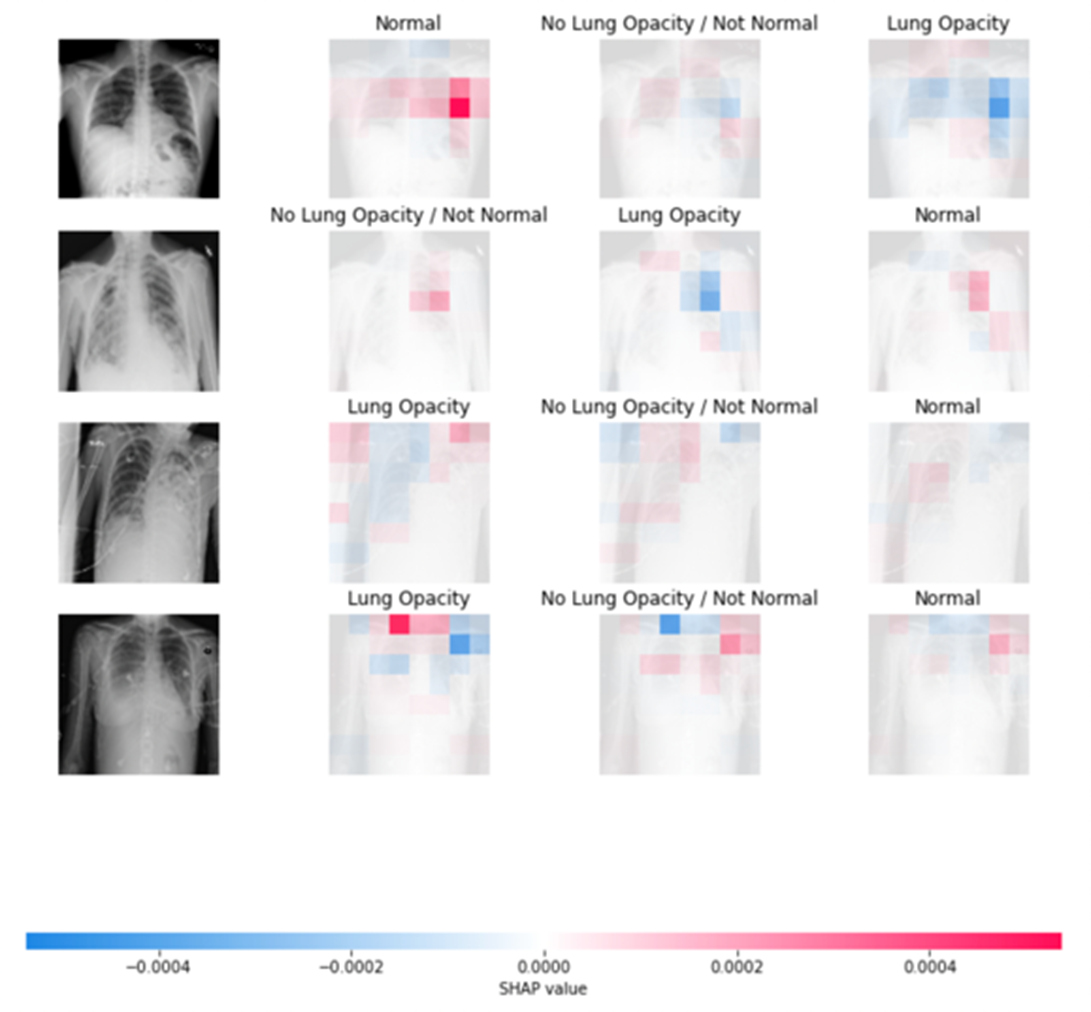 Normal No Lung Opacity / Not Normal Lung Opacity
No Lung Opacity / Not Normal Lung Opacity Normal
Lung Opacity No Lung Opacity / Not Normal Normal
Lung Opacity No Lung Opacity / Not Normal Normal
−0.0004 −0.0002 0.0000 0.0002 0.0004
SHAP value